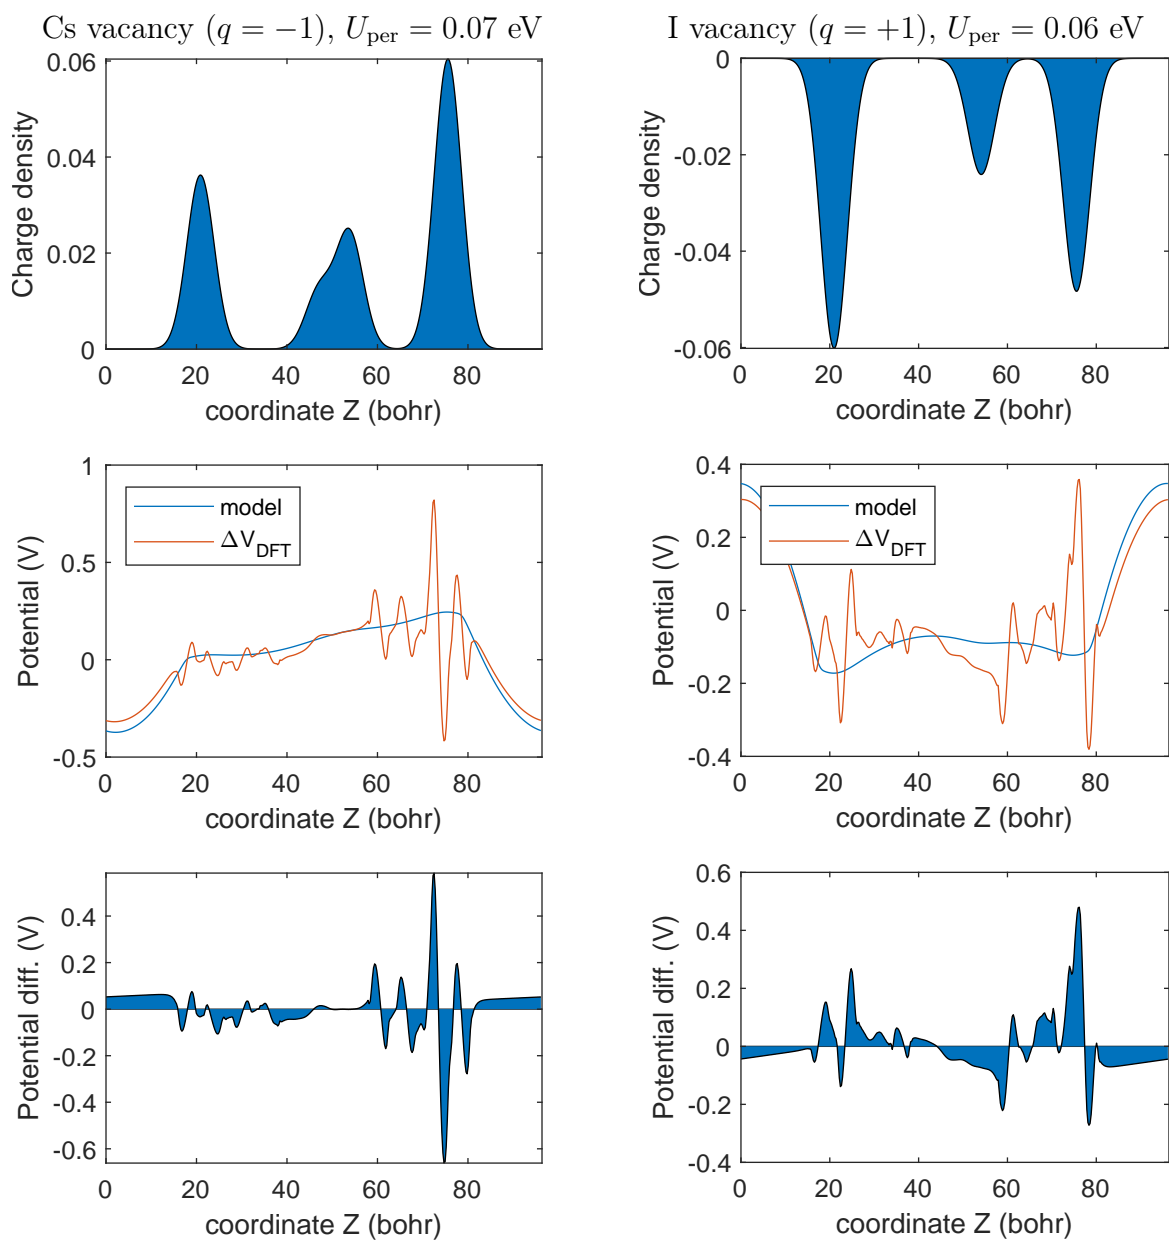 Cs vacancy (q = −1), U_per = 0.07 eV
0.06
0.04
0.02
0
Charge density
0 20 40 60 80
coordinate Z (bohr)
I vacancy (q = +1), U_per = 0.06 eV
0
-0.02
-0.04
-0.06
Charge density
0 20 40 60 80
coordinate Z (bohr)
1
0.5
0
-0.5
Potential (V)
model
ΔV_DFT
0 20 40 60 80
coordinate Z (bohr)
0.4
0.2
0
-0.2
-0.4
Potential (V)
model
ΔV_DFT
0 20 40 60 80
coordinate Z (bohr)
0.4
0.2
0
-0.2
-0.4
-0.6
Potential diff. (V)
0 20 40 60 80
coordinate Z (bohr)
0.6
0.4
0.2
0
-0.2
-0.4
Potential diff. (V)
0 20 40 60 80
coordinate Z (bohr)